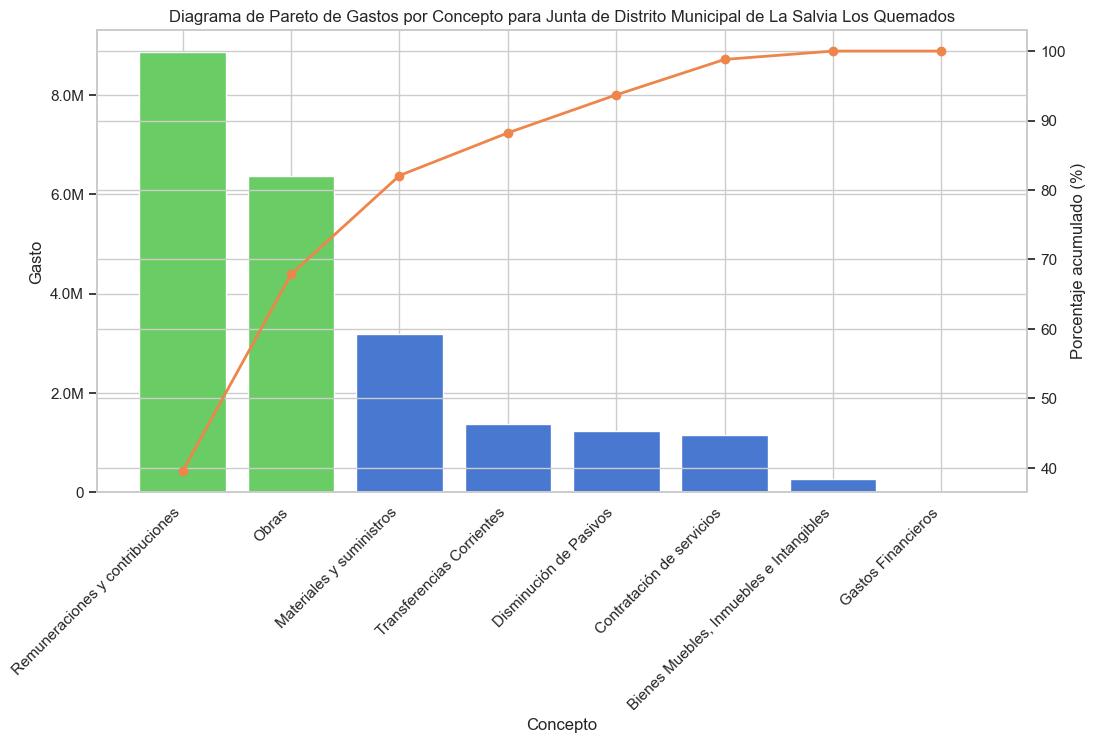 Diagrama de Pareto de Gastos por Concepto para Junta de Distrito Municipal de La Salvia Los Quemados
Gasto
8.0M
6.0M
4.0M
2.0M
0
Porcentaje acumulado (%)
100
90
80
70
60
50
40
Remuneraciones y contribuciones
Obras
Materiales y suministros
Transferencias Corrientes
Disminución de Pasivos
Contratación de servicios
Bienes Muebles, Inmuebles e Intangibles
Gastos Financieros
Concepto